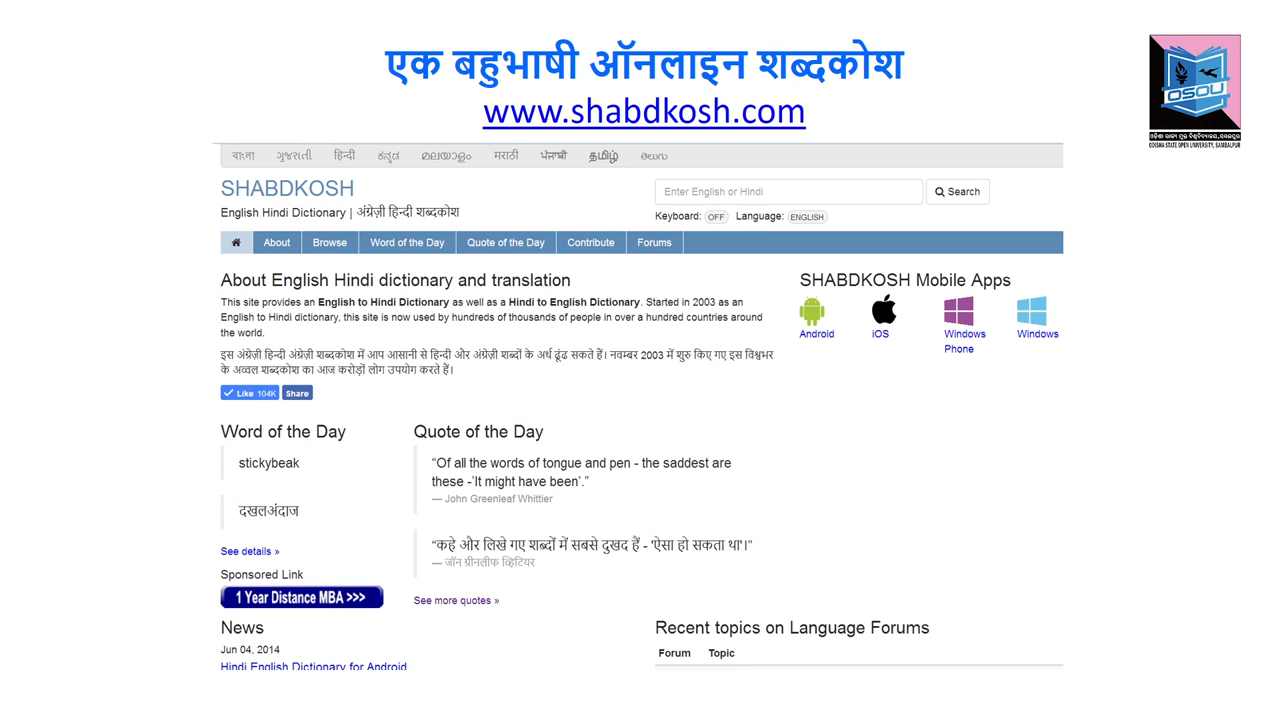 एक बहुभाषी ऑनलाइन शब्दकोश
www.shabdkosh.com
OSOU
ଓଡ଼ିଶା ରାଜ୍ୟ ମୁକ୍ତ ବିଶ୍ୱବିଦ୍ୟାଳୟ, ସମ୍ବଲପୁର
ODISHA STATE OPEN UNIVERSITY, SAMBALPUR
বাংলা ગુજરાતી हिन्दी ಕನ್ನಡ മലയാളം मराठी ਪੰਜਾਬੀ தமிழ் తెలుగు
SHABDKOSH
English Hindi Dictionary | अंग्रेज़ी हिन्दी शब्दकोश
Enter English or Hindi Search
Keyboard: OFF Language: ENGLISH
About Browse Word of the Day Quote of the Day Contribute Forums
About English Hindi dictionary and translation
This site provides an English to Hindi Dictionary as well as a Hindi to English Dictionary. Started in 2003 as an
English to Hindi dictionary, this site is now used by hundreds of thousands of people in over a hundred countries around
the world.
इस अंग्रेज़ी हिन्दी अंग्रेज़ी शब्दकोश में आप आसानी से हिन्दी और अंग्रेज़ी शब्दों के अर्थ ढूंढ सकते हैं। नवम्बर 2003 में शुरु किए गए इस विश्वभर
के अव्वल शब्दकोश का आज करोड़ों लोग उपयोग करते हैं।
Like 104K Share
SHABDKOSH Mobile Apps
Android iOS Windows Phone Windows
Word of the Day
stickybeak
दखलअंदाज
See details »
Sponsored Link
1 Year Distance MBA >>>
Quote of the Day
“Of all the words of tongue and pen - the saddest are
these -’It might have been’.”
— John Greenleaf Whittier
“कहे और लिखे गए शब्दों में सबसे दुखद हैं - 'ऐसा हो सकता था'।”
— जॉन ग्रीनलीफ व्हिटियर
See more quotes »
News
Jun 04, 2014
Hindi English Dictionary for Android
Recent topics on Language Forums
Forum Topic